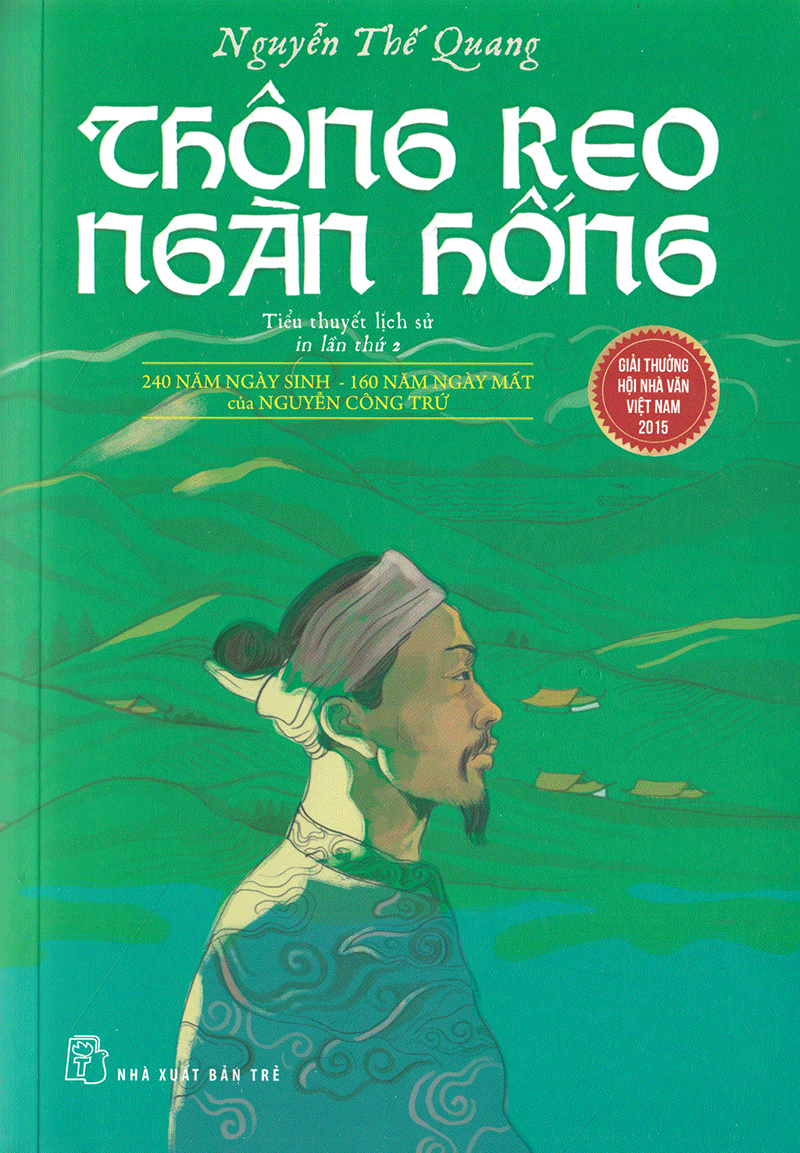 Nguyễn Thế Quang
THÔNG REO
NGÀN HỐNG
Tiểu thuyết lịch sử
in lần thứ 2
240 NĂM NGÀY SINH - 160 NĂM NGÀY MẤT
của NGUYỄN CÔNG TRỨ
GIẢI THƯỞNG
HỘI NHÀ VĂN
VIỆT NAM
2015
T
NHÀ XUẤT BẢN TRẺ